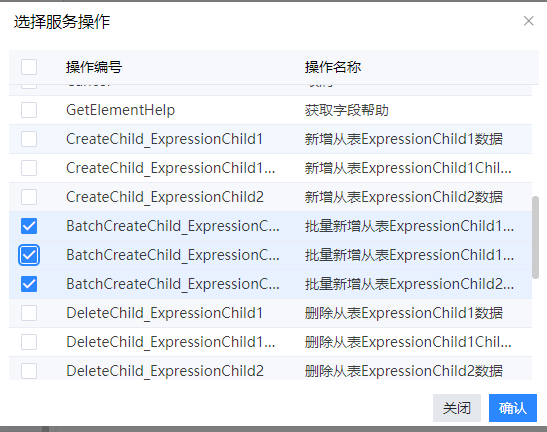 选择服务操作
操作编号 操作名称
GetElementHelp 获取字段帮助
CreateChild_ExpressionChild1 新增从表ExpressionChild1数据
CreateChild_ExpressionChild1... 新增从表ExpressionChild1Chil...
CreateChild_ExpressionChild2 新增从表ExpressionChild2数据
BatchCreateChild_ExpressionC... 批量新增从表ExpressionChild1...
BatchCreateChild_ExpressionC... 批量新增从表ExpressionChild1...
BatchCreateChild_ExpressionC... 批量新增从表ExpressionChild2...
DeleteChild_ExpressionChild1 删除从表ExpressionChild1数据
DeleteChild_ExpressionChild1... 删除从表ExpressionChild1Chil...
DeleteChild_ExpressionChild2 删除从表ExpressionChild2数据
关闭 确认